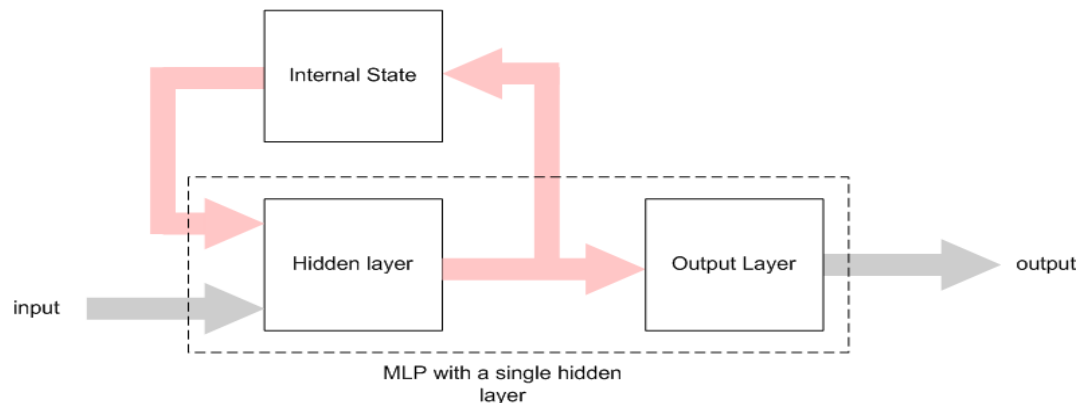 Internal State
Hidden layer
Output Layer
input
output
MLP with a single hidden
layer